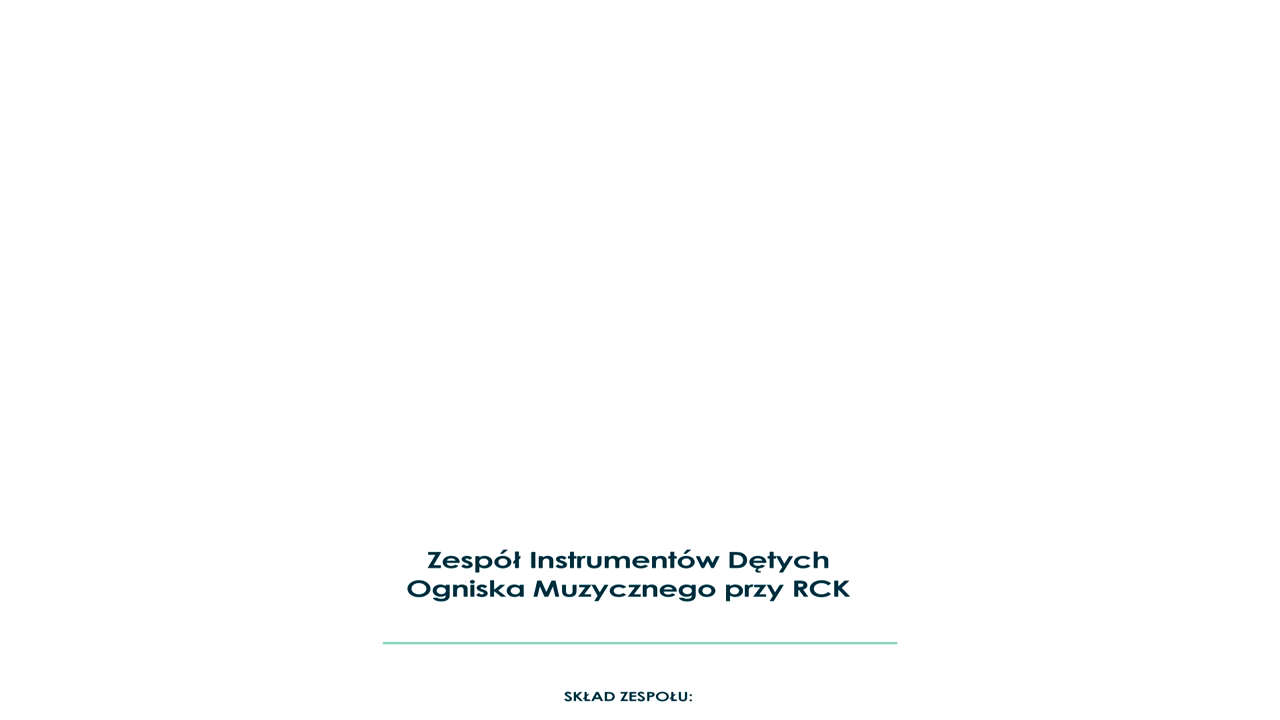 Zespół Instrumentów Dętych
Ogniska Muzycznego przy RCK
SKŁAD ZESPOŁU: